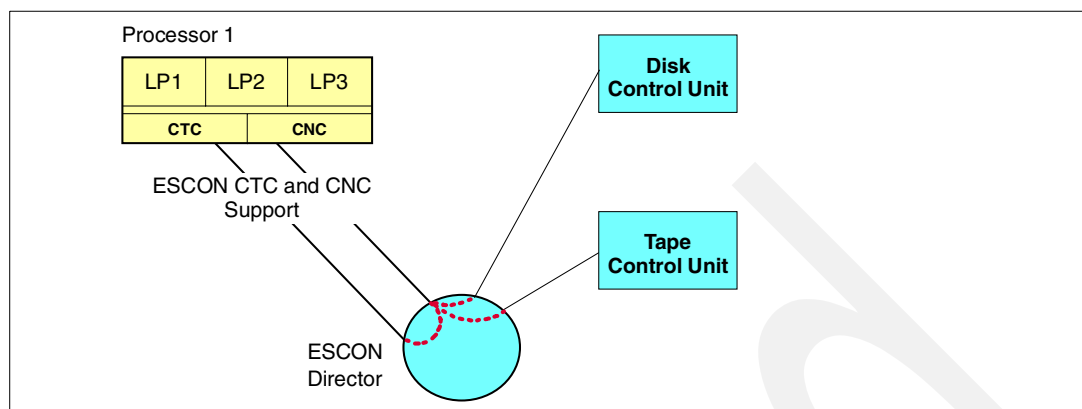 Processor 1
LP1 LP2 LP3
CTC CNC
ESCON CTC and CNC
Support
Disk
Control Unit
Tape
Control Unit
ESCON
Director